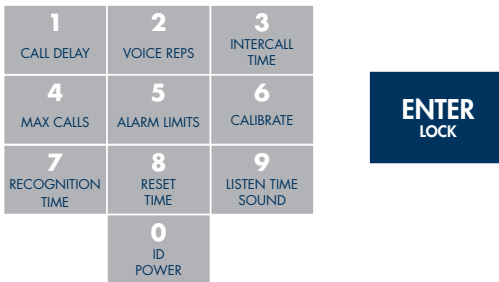 1
CALL DELAY
2
VOICE REPS
3
INTERCALL
TIME
4
MAX CALLS
5
ALARM LIMITS
6
CALIBRATE
ENTER
LOCK
7
RECOGNITION
TIME
8
RESET
TIME
9
LISTEN TIME
SOUND
0
ID
POWER